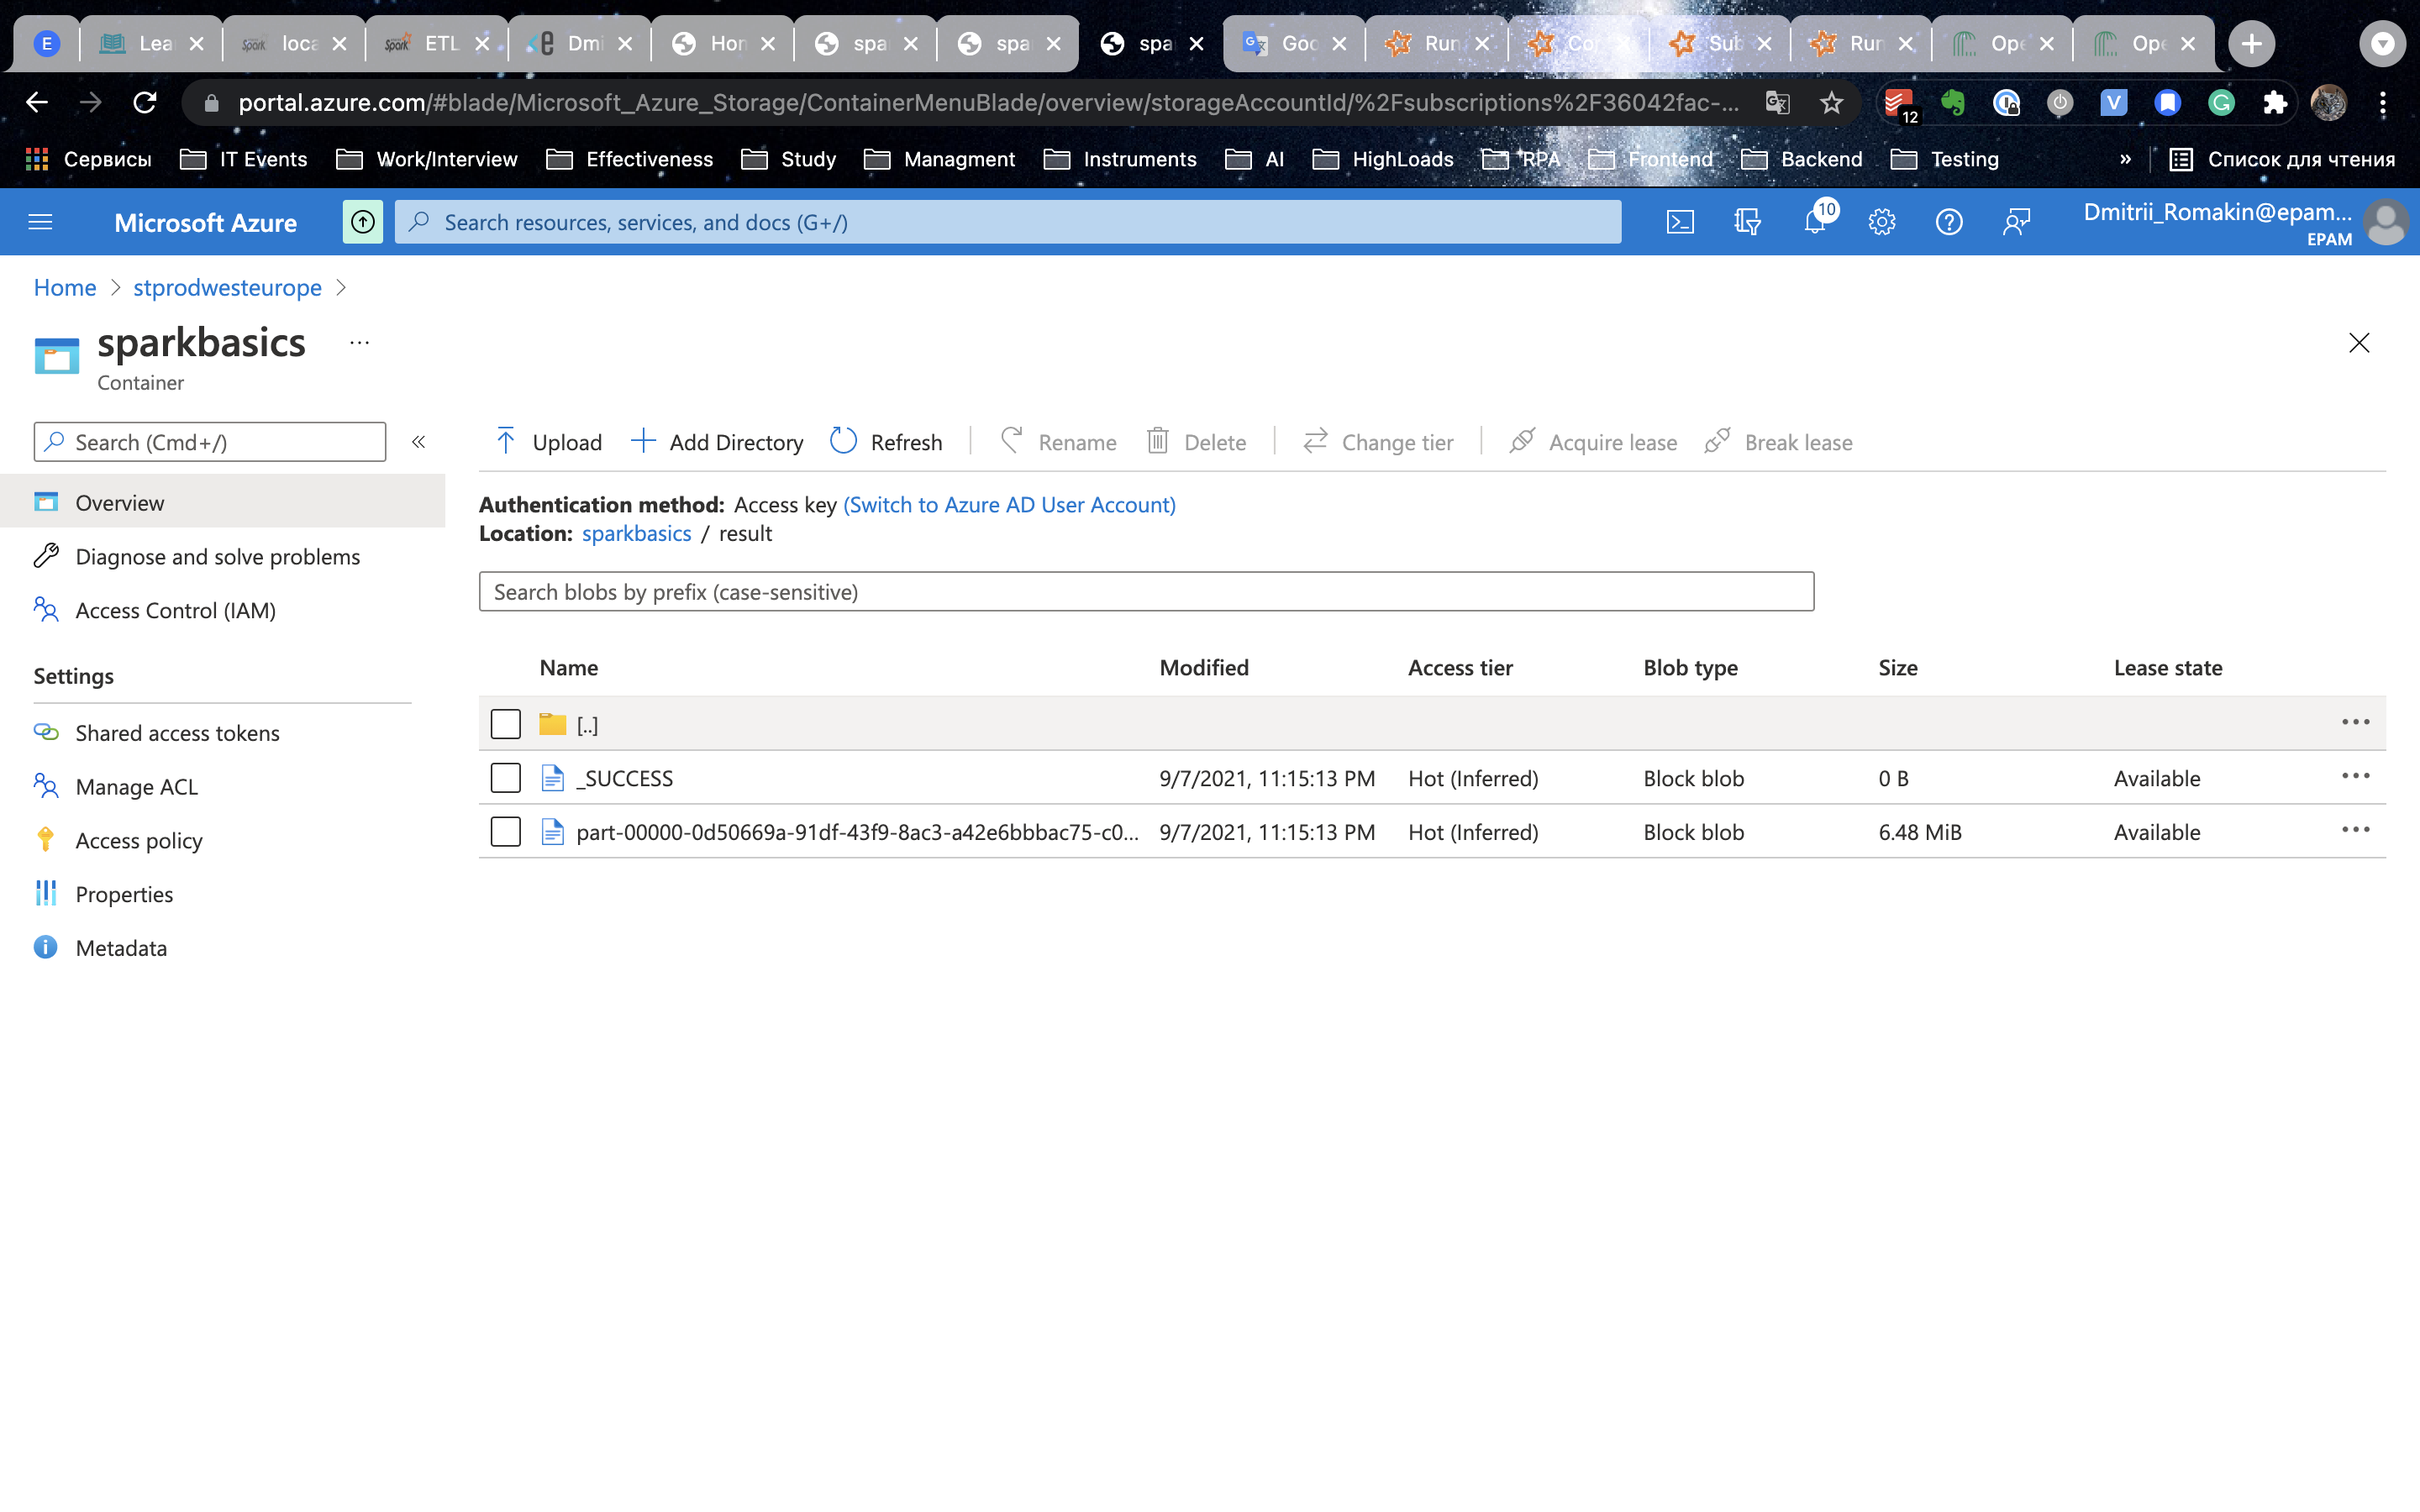 E Lea loca ETL Dmi Hom spa spa spa Goo Run Co Sub Run Ope Ope
portal.azure.com/#blade/Microsoft_Azure_Storage/ContainerMenuBlade/overview/storageAccountId/%2Fsubscriptions%2F36042fac-... 12
Сервисы IT Events Work/Interview Effectiveness Study Managment Instruments AI HighLoads RPA Frontend Backend Testing » Список для чтения
Microsoft Azure Search resources, services, and docs (G+/) 10 Dmitrii_Romakin@epam...
EPAM
Home > stprodwesteurope >
sparkbasics ...
Container
Search (Cmd+/) «
Upload Add Directory Refresh Rename Delete Change tier Acquire lease Break lease
Overview
Diagnose and solve problems
Access Control (IAM)
Settings
Shared access tokens
Manage ACL
Access policy
Properties
Metadata
Authentication method: Access key (Switch to Azure AD User Account)
Location: sparkbasics / result
Search blobs by prefix (case-sensitive)
Name Modified Access tier Blob type Size Lease state
[..]
_SUCCESS 9/7/2021, 11:15:13 PM Hot (Inferred) Block blob 0 B Available
part-00000-0d50669a-91df-43f9-8ac3-a42e6bbbac75-c0... 9/7/2021, 11:15:13 PM Hot (Inferred) Block blob 6.48 MiB Available